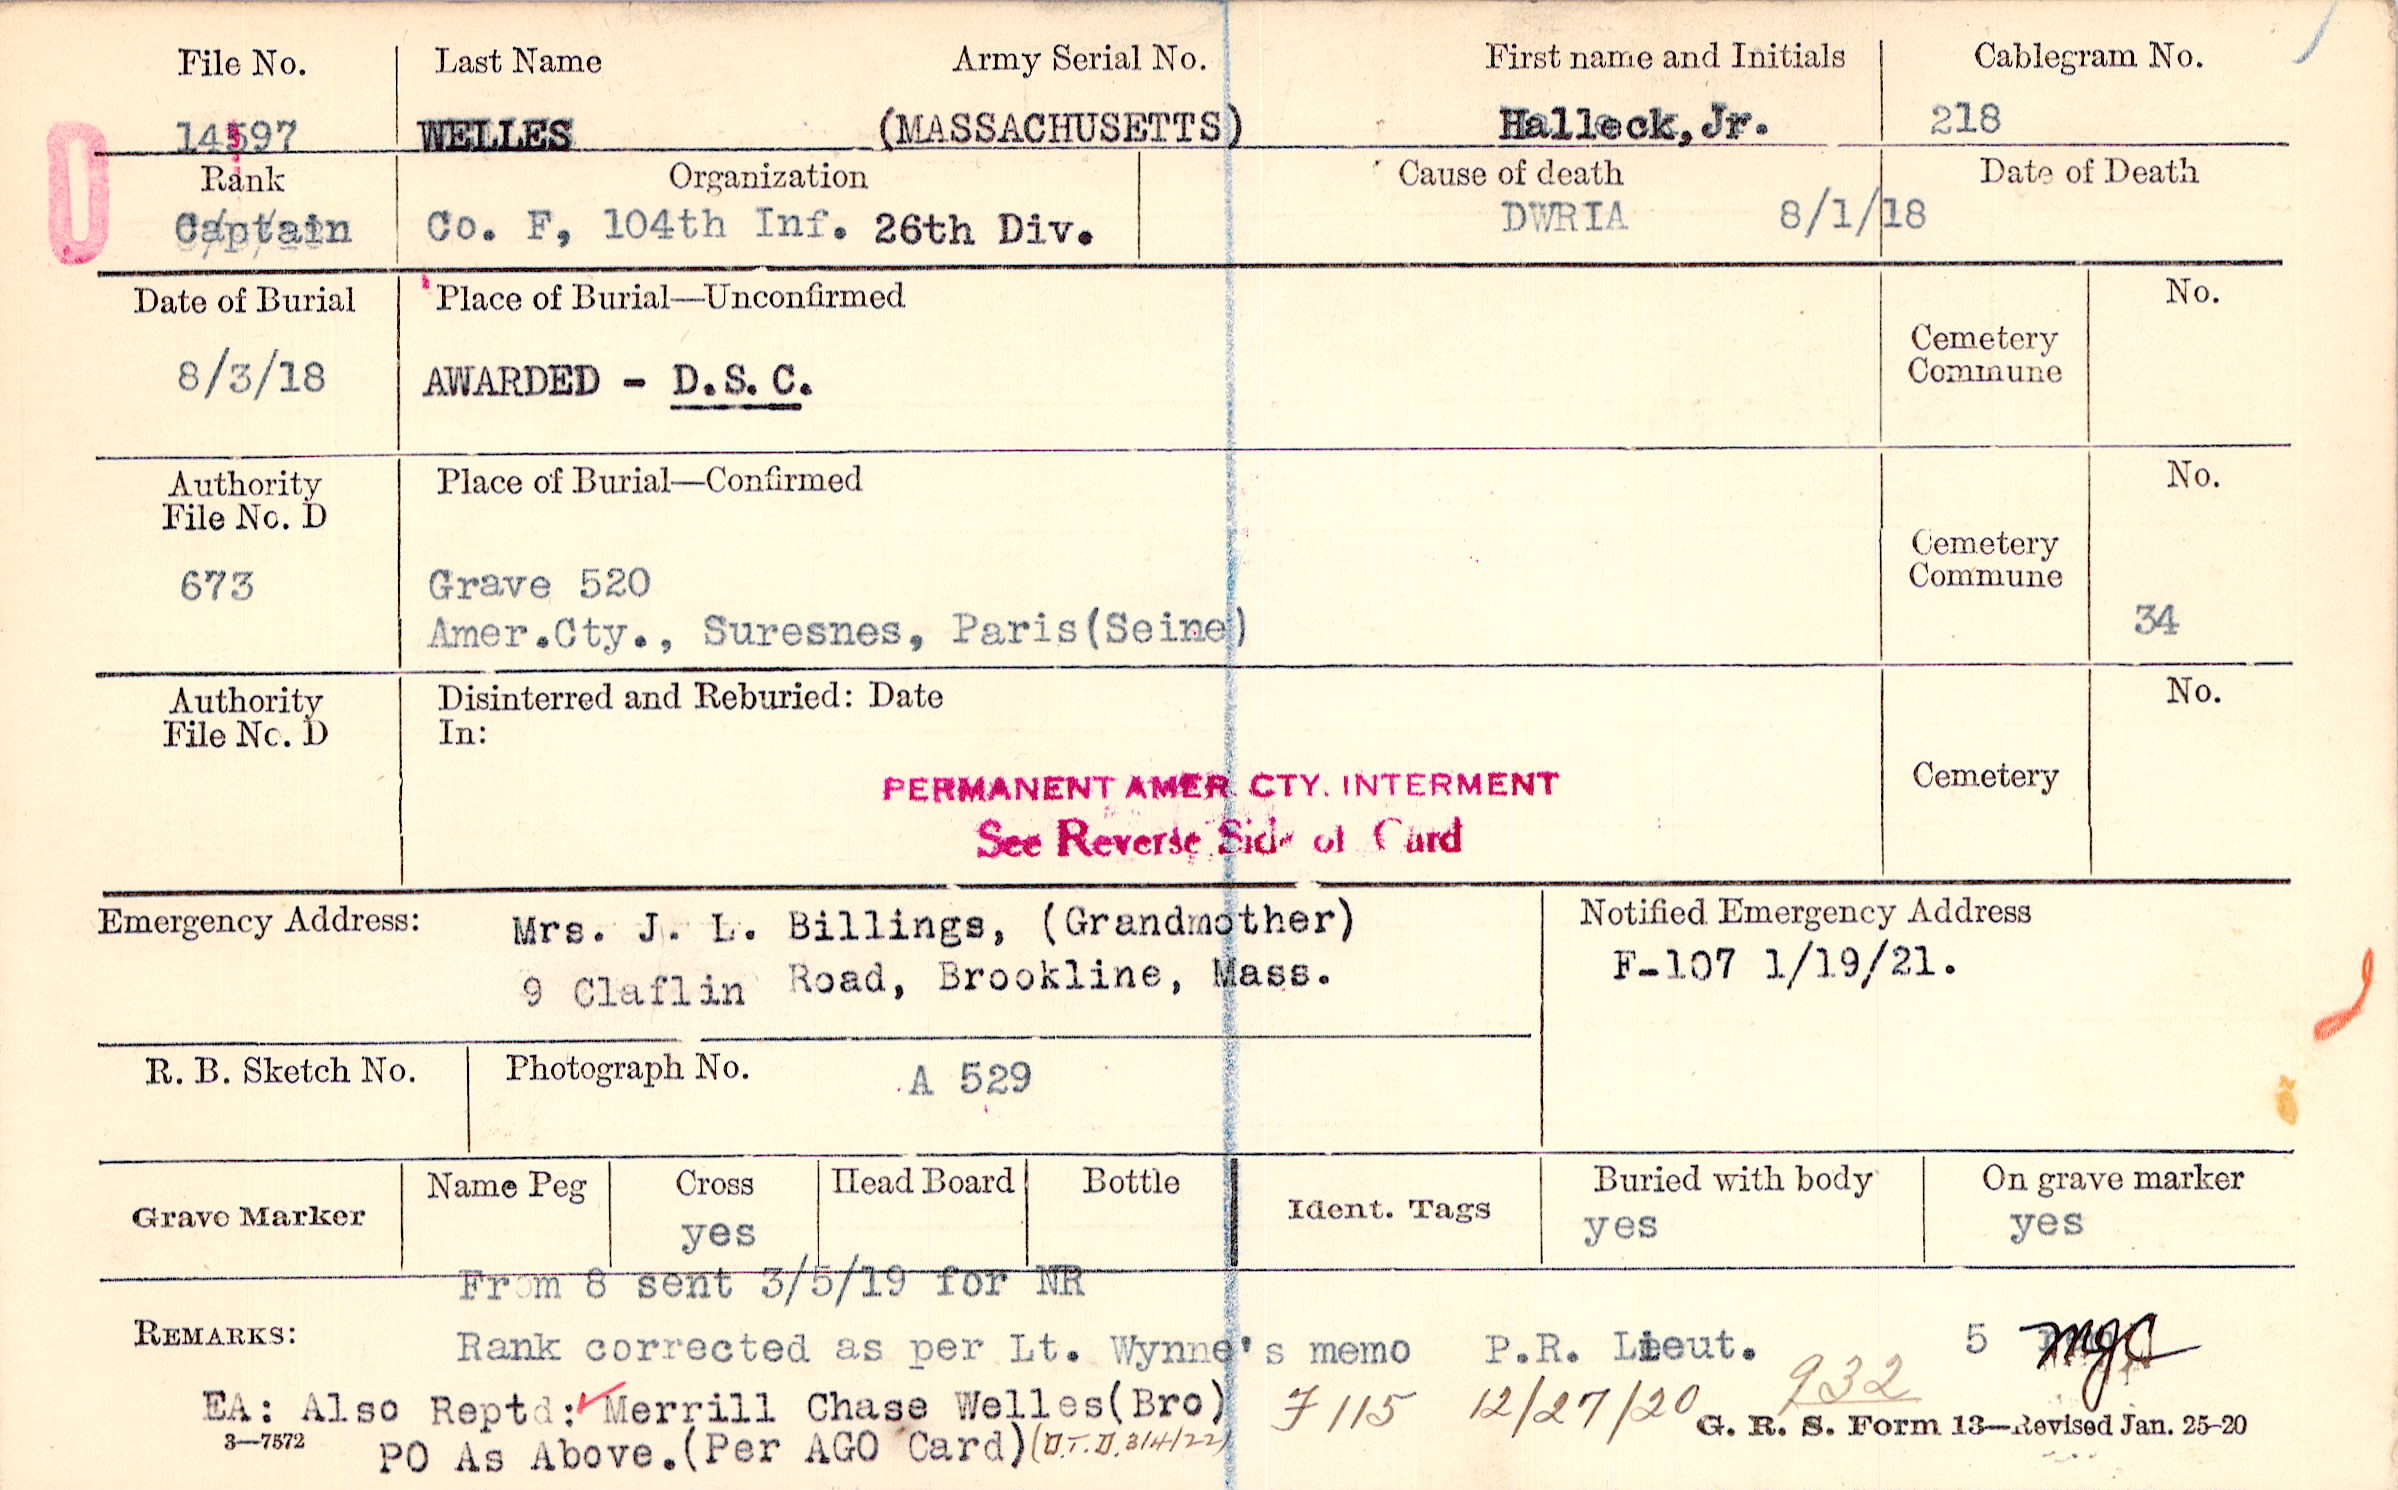 File No. Last Name Army Serial No. First name and Initials Cablegram No.
14597 WELLES (MASSACHUSETTS) Halleck, Jr. 218
Rank Organization Cause of death Date of Death
Captain Co. F, 104th Inf. 26th Div. DWRIA 8/1/18
Date of Burial Place of Burial—Unconfirmed No.
Cemetery
Commune
8/3/18 AWARDED - D.S.C.
Authority Place of Burial—Confirmed No.
File No. D
Cemetery
Commune
673 Grave 520
Amer.Cty., Suresnes, Paris(Seine) 34
Authority Disinterred and Reburied: Date No.
File No. D In:
PERMANENT AMER. CTY. INTERMENT Cemetery
See Reverse Side of Card
Emergency Address: Mrs. J. L. Billings, (Grandmother) Notified Emergency Address
9 Claflin Road, Brookline, Mass. F-107 1/19/21.
R. B. Sketch No. Photograph No. A 529
Grave Marker Name Peg Cross Head Board Bottle Ident. Tags Buried with body On grave marker
yes yes yes
From 8 sent 3/5/19 for NR
REMARKS: Rank corrected as per Lt. Wynne's memo P.R. Lieut. 5 mgc
EA: Also Reptd: Merrill Chase Welles(Bro) F 115 12/27/20 932
3—7572 G. R. S. Form 13—Revised Jan. 25-20
PO As Above.(Per AGO Card) 3/4/22)